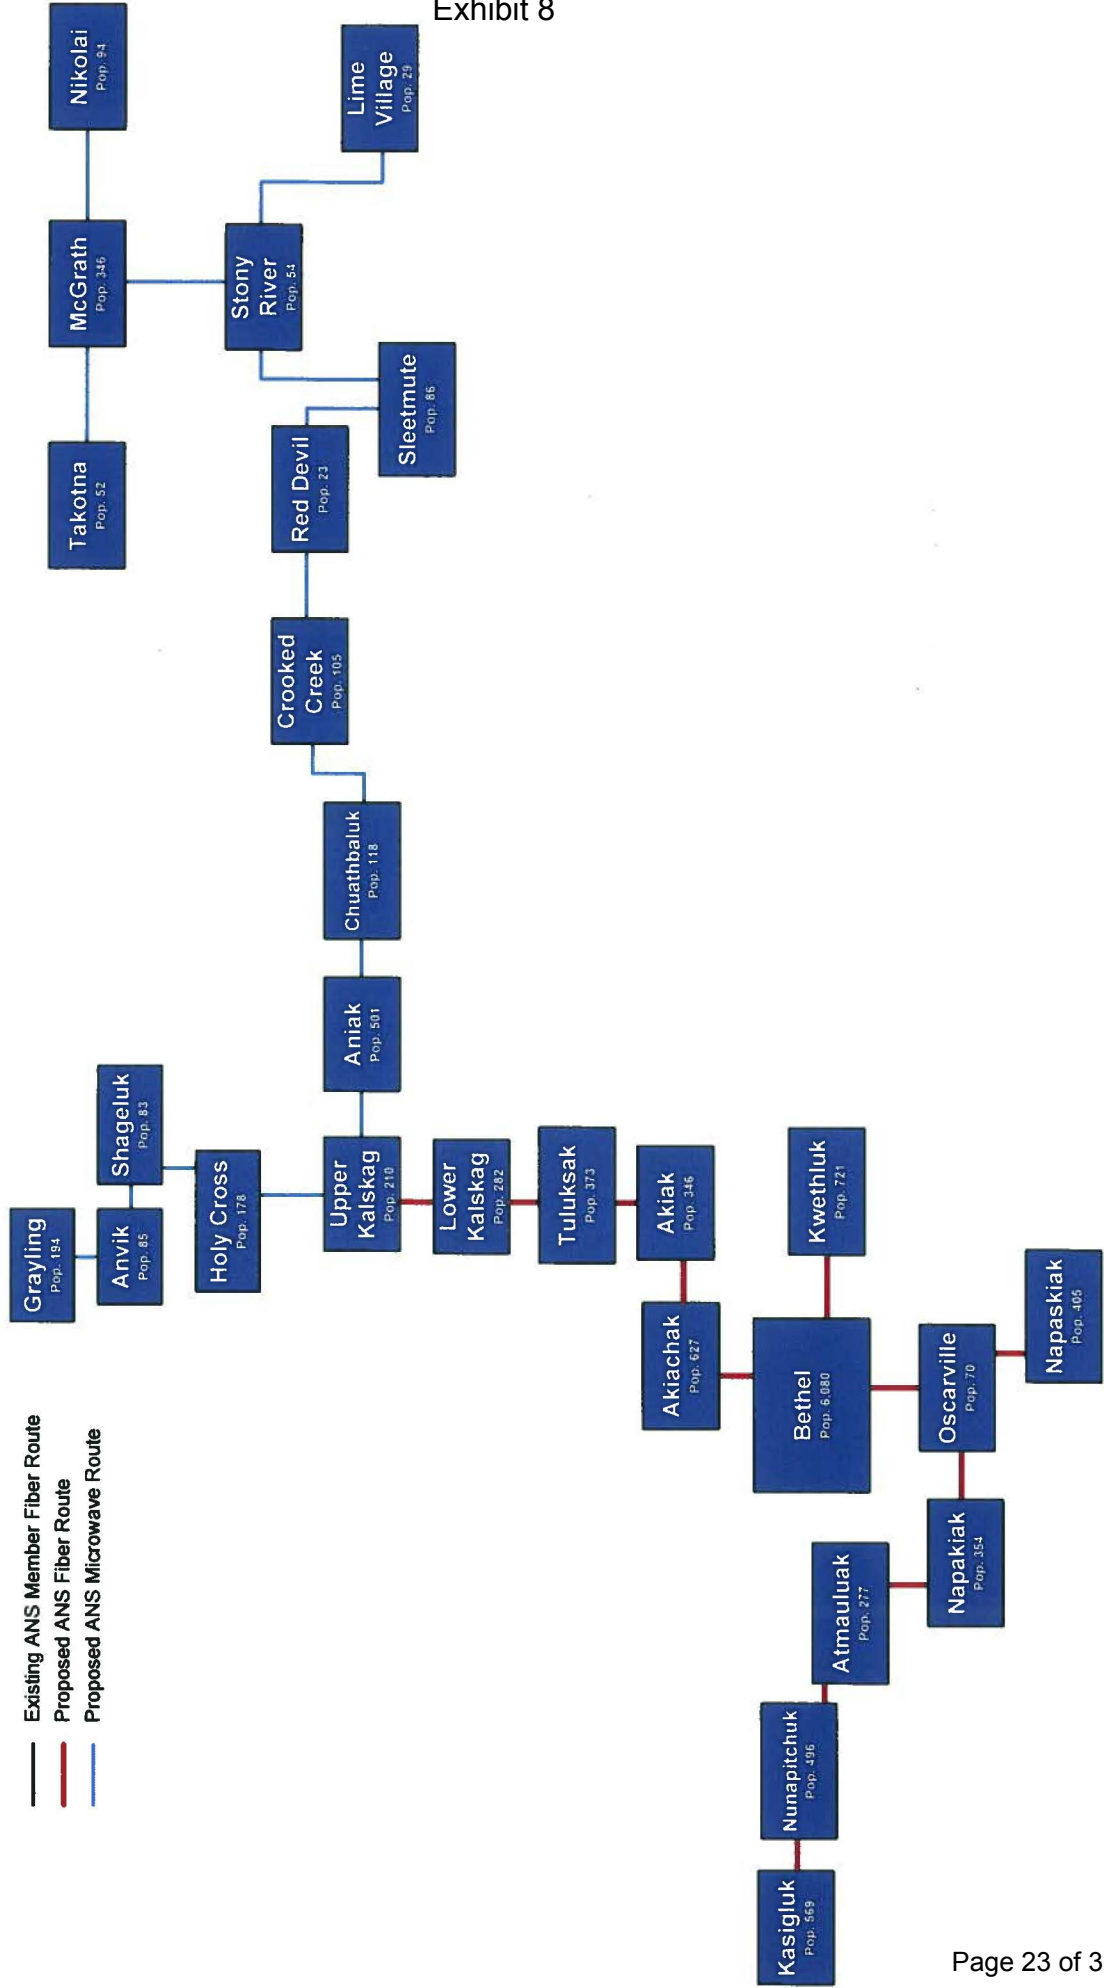 Exhibit 8
Existing ANS Member Fiber Route
Proposed ANS Fiber Route
Proposed ANS Microwave Route
Grayling
Pop. 194
Anvik
Pop. 85
Shageluk
Pop. 83
Holy Cross
Pop. 178
Takotna
Pop. 52
McGrath
Pop. 346
Nikolai
Pop. 94
Stony
River
Pop. 54
Lime
Village
Pop. 29
Sleetmute
Pop. 86
Red Devil
Pop. 23
Crooked
Creek
Pop. 105
Chuathbaluk
Pop. 118
Aniak
Pop. 501
Upper
Kalskag
Pop. 210
Lower
Kalskag
Pop. 282
Tuluksak
Pop. 373
Akiak
Pop. 346
Akiachak
Pop. 627
Bethel
Pop. 6,080
Kwethluk
Pop. 721
Oscarville
Pop. 70
Napaskiak
Pop. 405
Napakiak
Pop. 354
Atmauluak
Pop. 277
Nunapitchuk
Pop. 496
Kasigluk
Pop. 569
Page 23 of 3